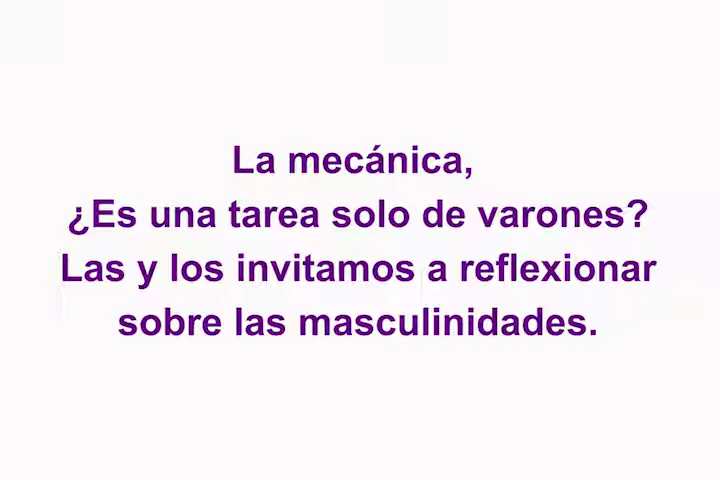 La mecánica,
¿Es una tarea solo de varones?
Las y los invitamos a reflexionar
sobre las masculinidades.